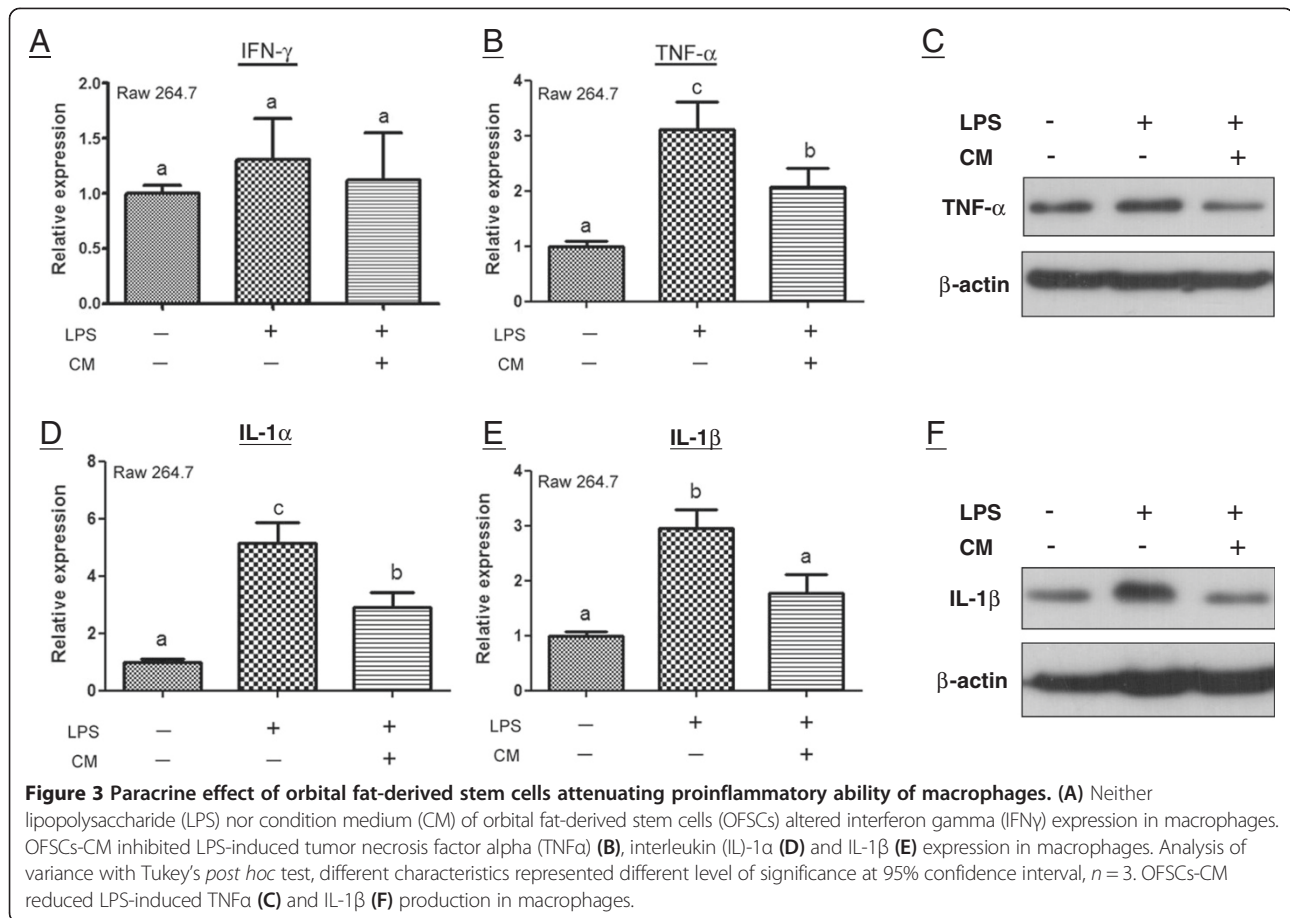 A
IFN-γ
Raw 264.7
Relative expression
2.0
1.5
1.0
0.5
0.0
a
a
a
LPS — + +
CM — — +
B
TNF-α
Raw 264.7
Relative expression
4
3
2
1
0
a
c
b
LPS — + +
CM — — +
C
LPS - + +
CM - - +
TNF-α
β-actin
D
IL-1α
Raw 264.7
Relative expression
8
6
4
2
0
a
c
b
LPS — + +
CM — — +
E
IL-1β
Raw 264.7
Relative expression
4
3
2
1
0
a
b
a
LPS — + +
CM — — +
F
LPS - + +
CM - - +
IL-1β
β-actin
Figure 3 Paracrine effect of orbital fat-derived stem cells attenuating proinflammatory ability of macrophages. (A) Neither
lipopolysaccharide (LPS) nor condition medium (CM) of orbital fat-derived stem cells (OFSCs) altered interferon gamma (IFNγ) expression in macrophages.
OFSCs-CM inhibited LPS-induced tumor necrosis factor alpha (TNFα) (B), interleukin (IL)-1α (D) and IL-1β (E) expression in macrophages. Analysis of
variance with Tukey's post hoc test, different characteristics represented different level of significance at 95% confidence interval, n = 3. OFSCs-CM
reduced LPS-induced TNFα (C) and IL-1β (F) production in macrophages.